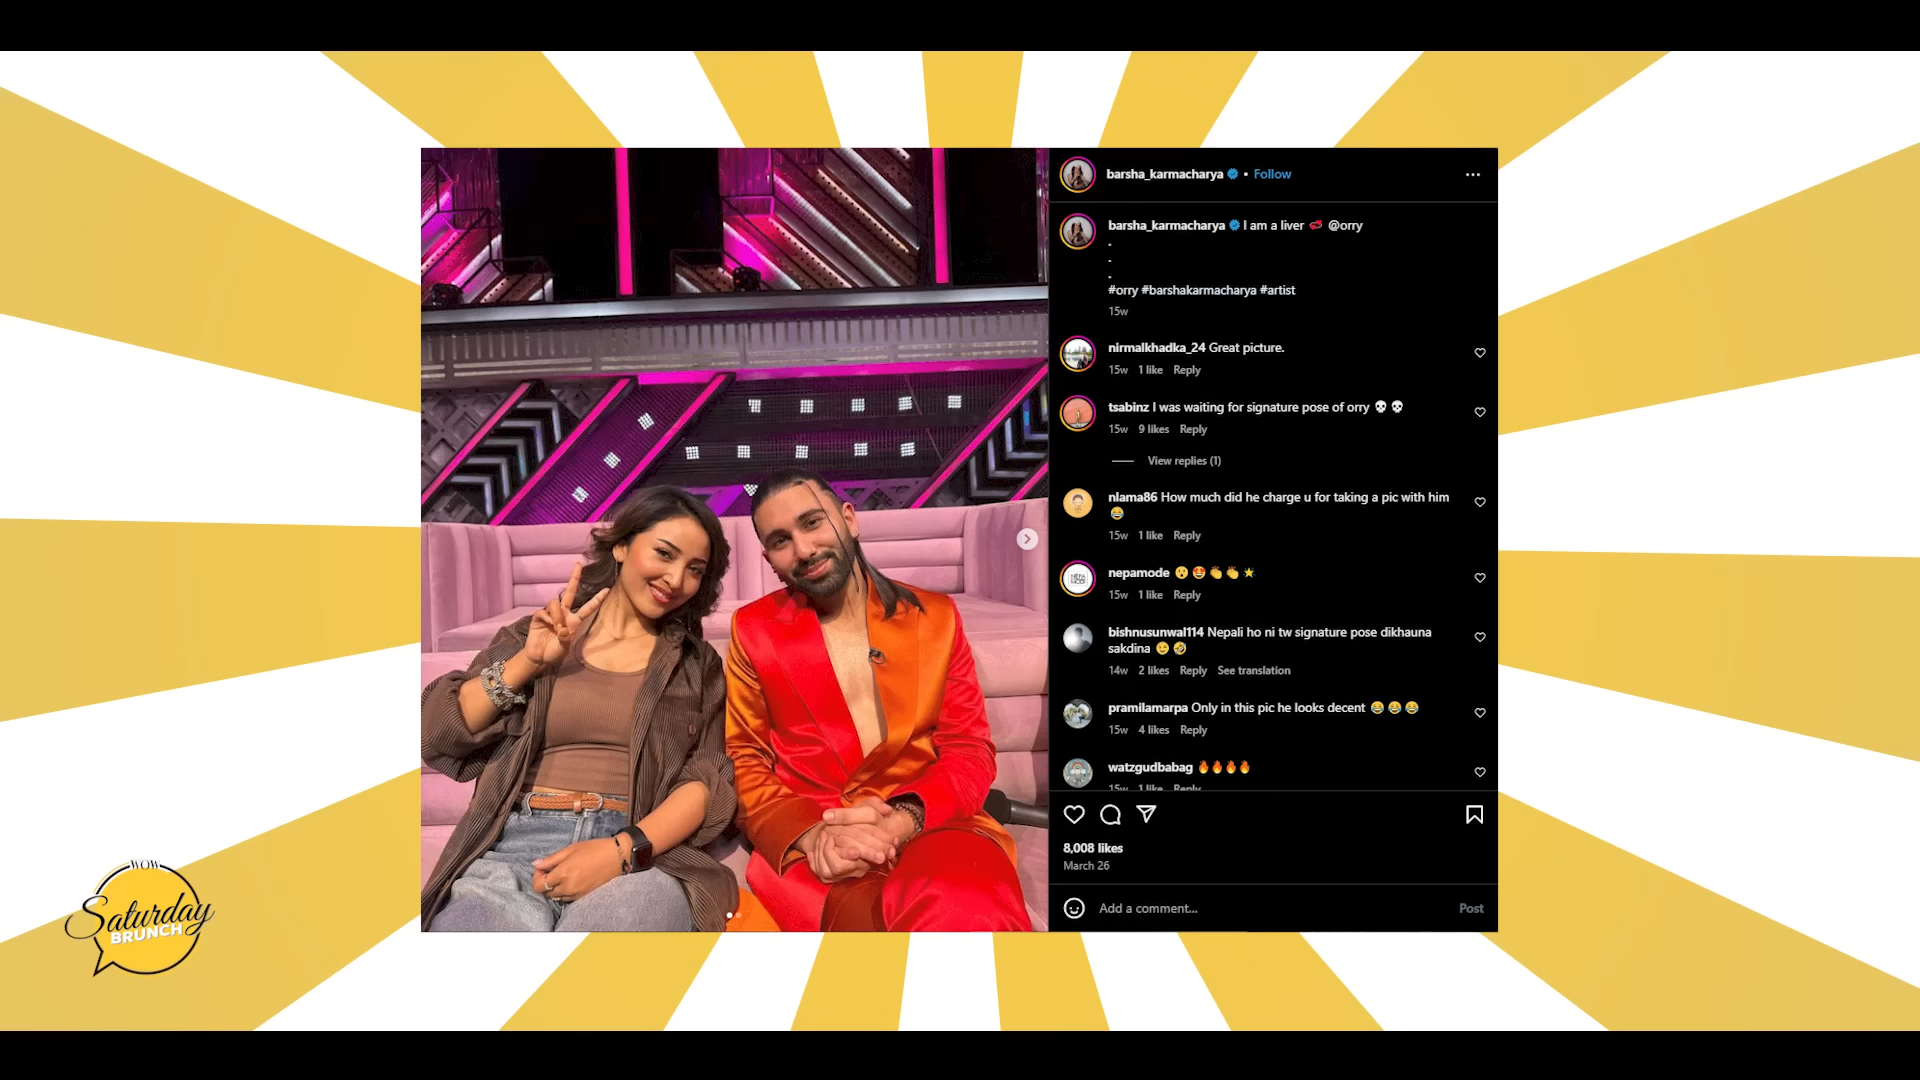 barsha_karmacharya • Follow
barsha_karmacharya I am a liver 💋 @orry
.
.
.
#orry #barshakarmacharya #artist
15w
nirmalkhadka_24 Great picture.
15w 1 like Reply
tsabinz I was waiting for signature pose of orry 💀💀
15w 9 likes Reply
View replies (1)
nlama86 How much did he charge u for taking a pic with him
😂
15w 1 like Reply
nepamode 😮🤩👏👏🌟
15w 1 like Reply
bishnusunwal114 Nepali ho ni tw signature pose dikhauna
sakdina 😉🤣
14w 2 likes Reply See translation
pramilamarpa Only in this pic he looks decent 😂😂😂
15w 4 likes Reply
watzgudbabag 🔥🔥🔥🔥
15w 1 like Reply
8,008 likes
March 26
Add a comment...
Post
WOW
Saturday
BRUNCH